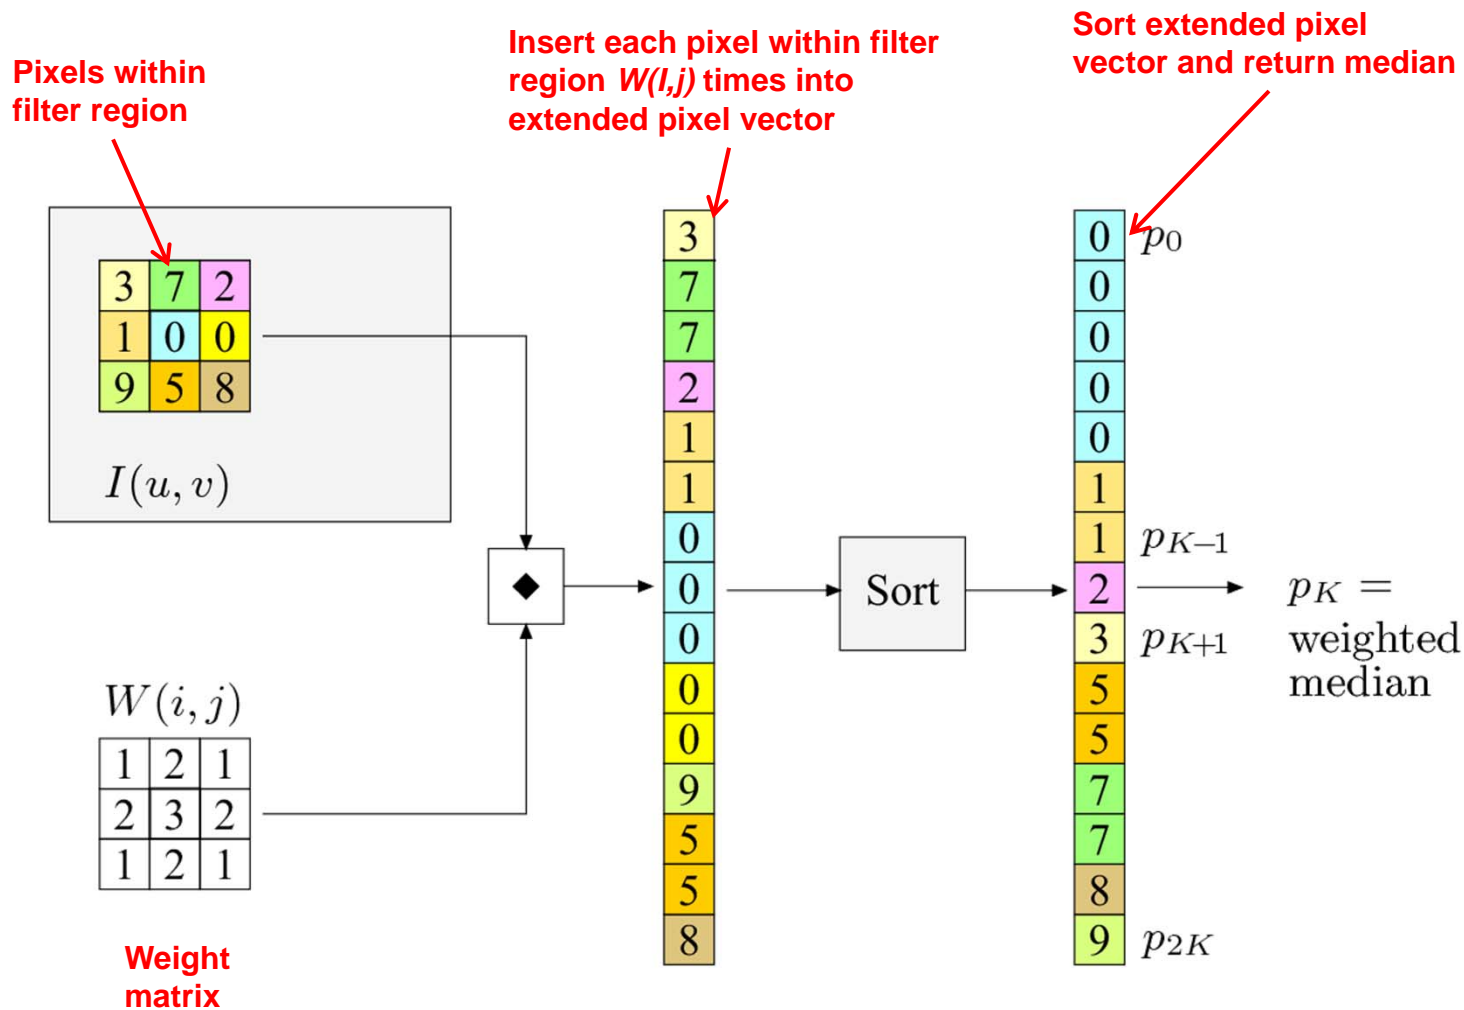 Pixels within
filter region
Insert each pixel within filter
region W(I,j) times into
extended pixel vector
Sort extended pixel
vector and return median
3 7 2
1 0 0
9 5 8
I(u, v)
W(i, j)
1 2 1
2 3 2
1 2 1
Weight
matrix
◆
3
7
7
2
1
1
0
0
0
0
0
9
5
5
8
Sort
0 p0
0
0
0
0
1
1 pK−1
2
3 pK+1
5
5
7
7
8
9 p2K
pK =
weighted
median